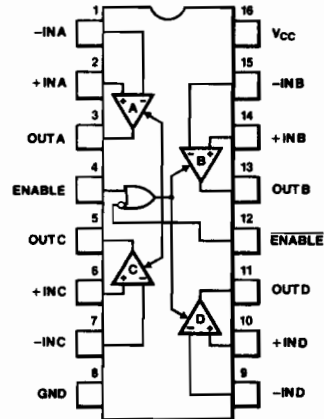 1
−INA
2
+INA
3
OUTA
4
ENABLE
5
OUTC
6
+INC
7
−INC
8
GND
16
VCC
15
−INB
14
+INB
13
OUTB
12
ENABLE
11
OUTD
10
+IND
9
−IND
− + A
− + B
+ − C
− + D